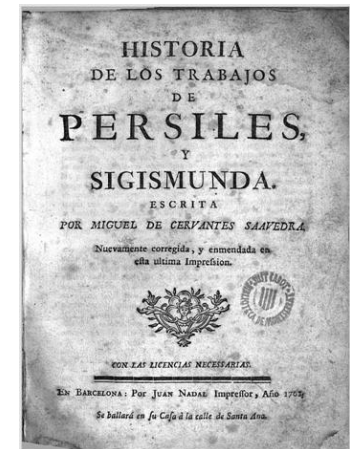 HISTORIA
DE LOS TRABAJOS
DE
PERSILES,
Y
SIGISMUNDA.
ESCRITA
POR MIGUEL DE CERVANTES SAAVEDRA,
Nuevamente corregida, y enmendada en
eſta ultima Impreſsion.
CON LAS LICENCIAS NECESSARIAS.
EN BARCELONA: Por JUAN NADAL Impreſſor, Año
Se hallará en ſu Caſa à la calle de Santa Ana.